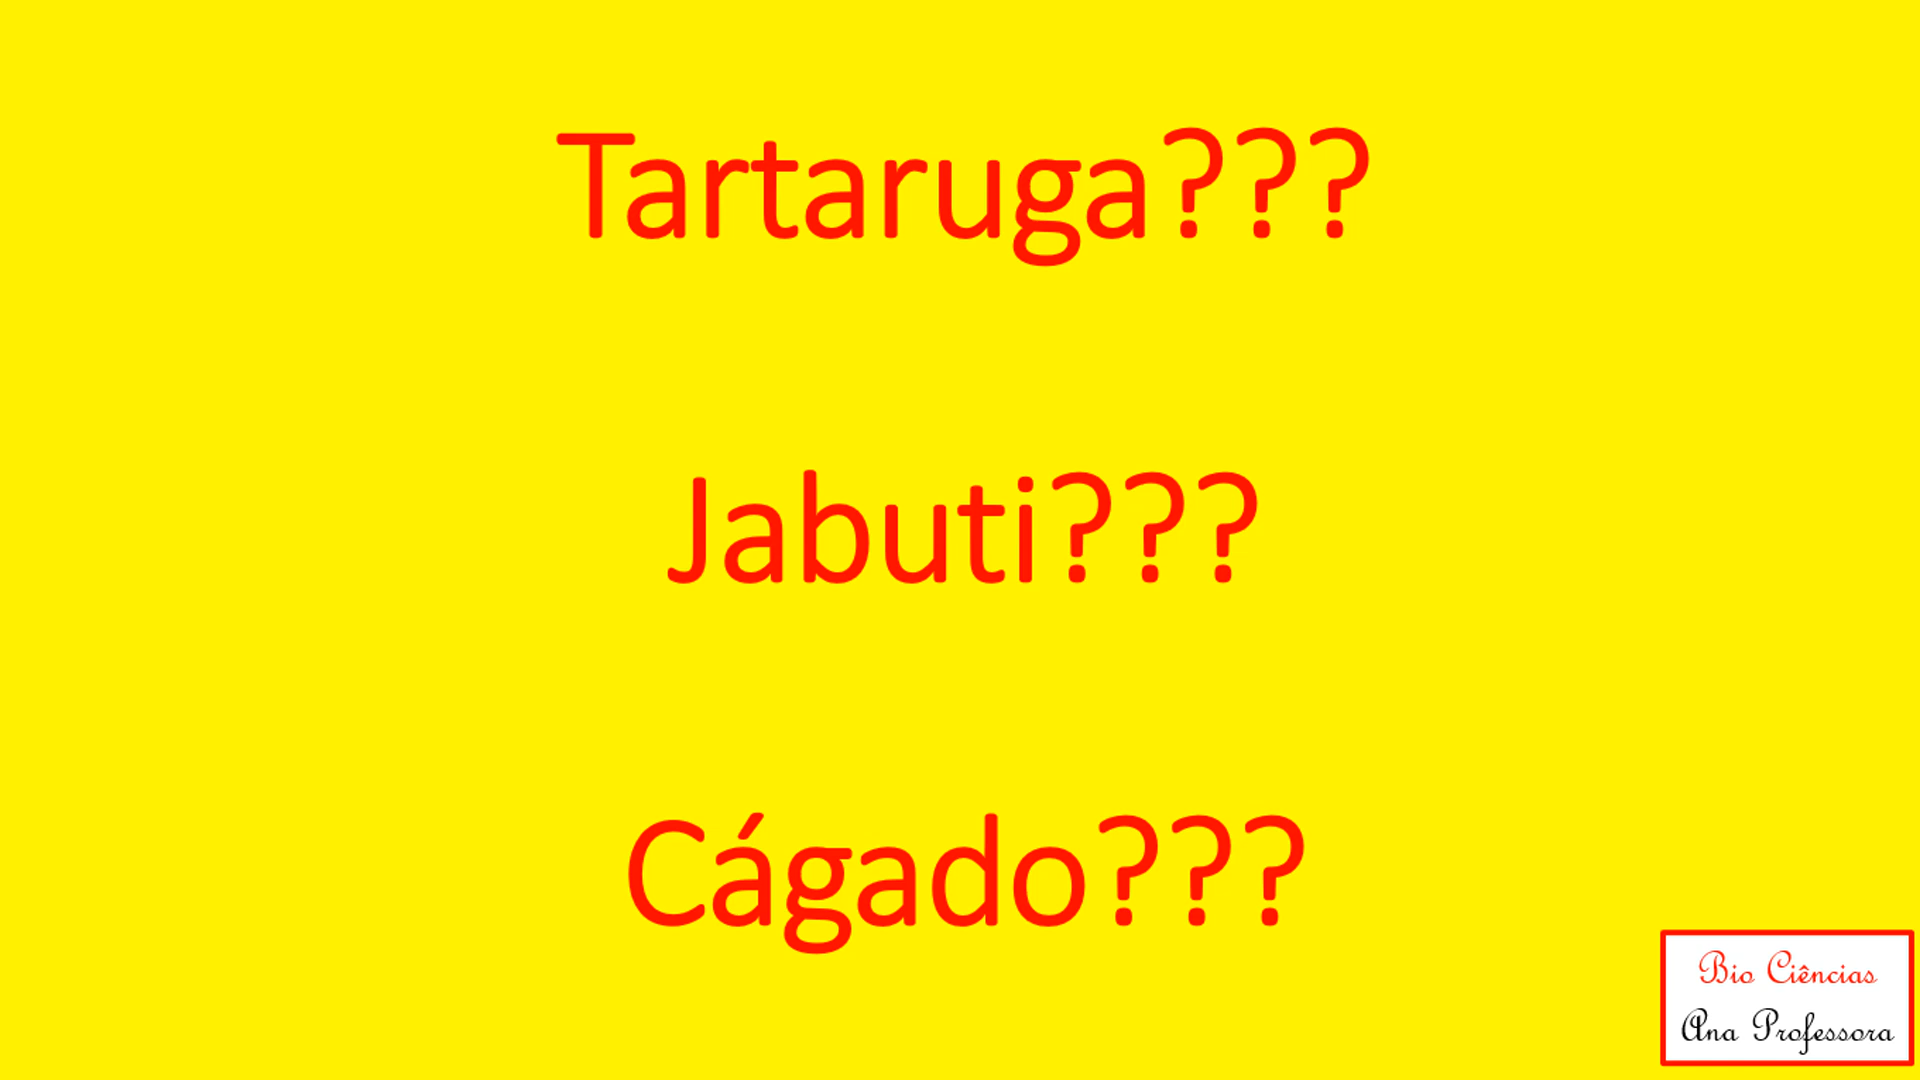 Tartaruga???
Jabuti???
Cágado???
Bio Ciências
Ana Professora